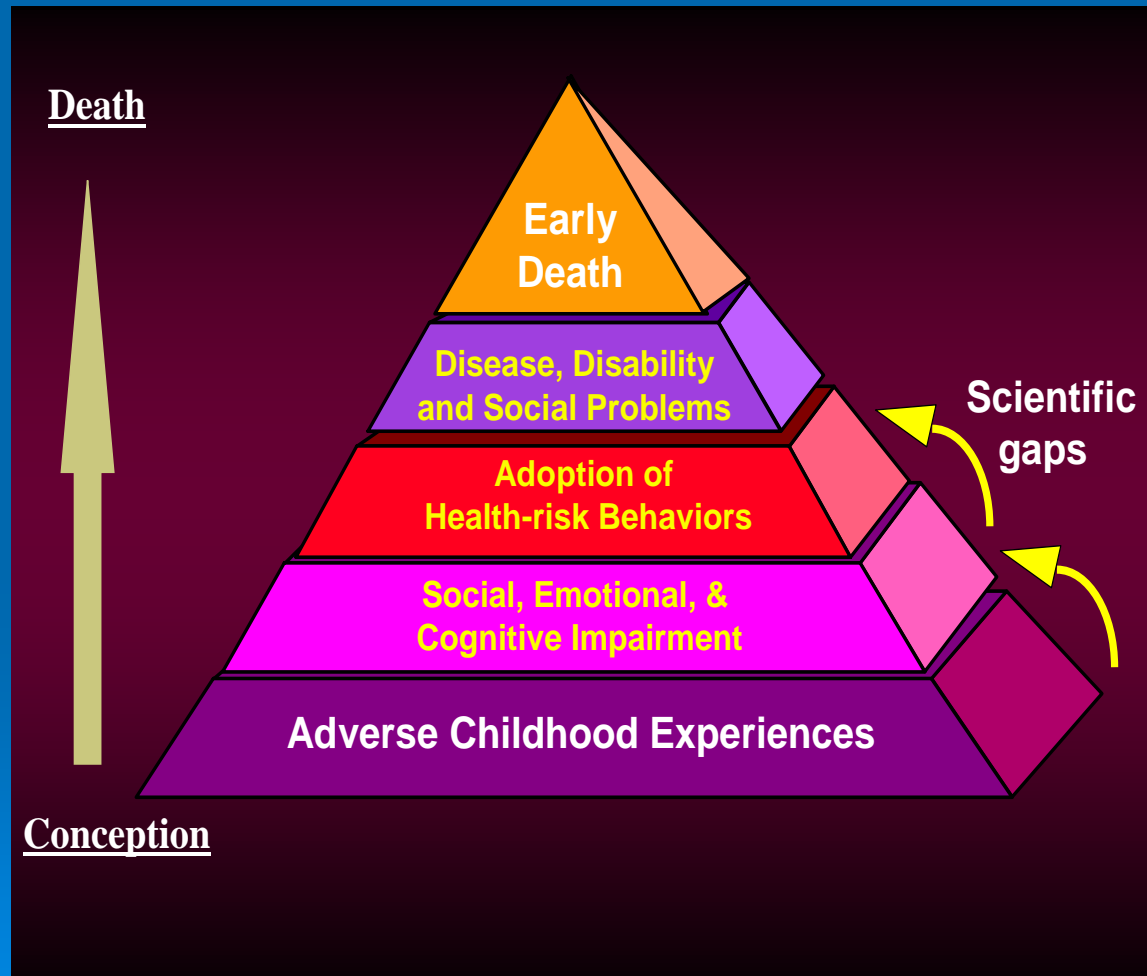 Death
Early
Death
Disease, Disability
and Social Problems
Scientific
gaps
Adoption of
Health-risk Behaviors
Social, Emotional, &
Cognitive Impairment
Adverse Childhood Experiences
Conception